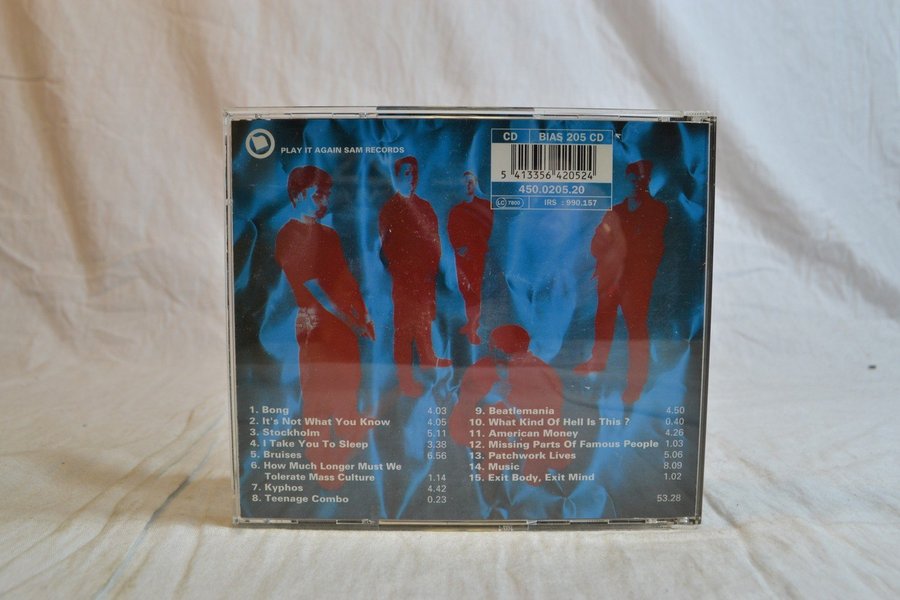 PLAY IT AGAIN SAM RECORDS
CD BIAS 205 CD
5 413356 420524
450.0205.20
LC 7800 IRS : 990.157
1. Bong 4.03
2. It's Not What You Know 4.05
3. Stockholm 5.11
4. I Take You To Sleep 3.38
5. Bruises 6.56
6. How Much Longer Must We
Tolerate Mass Culture 1.14
7. Kyphos 4.42
8. Teenage Combo 0.23
9. Beatlemania 4.50
10. What Kind Of Hell Is This ? 0.40
11. American Money 4.26
12. Missing Parts Of Famous People 1.03
13. Patchwork Lives 5.06
14. Music 8.09
15. Exit Body, Exit Mind 1.02
53.28